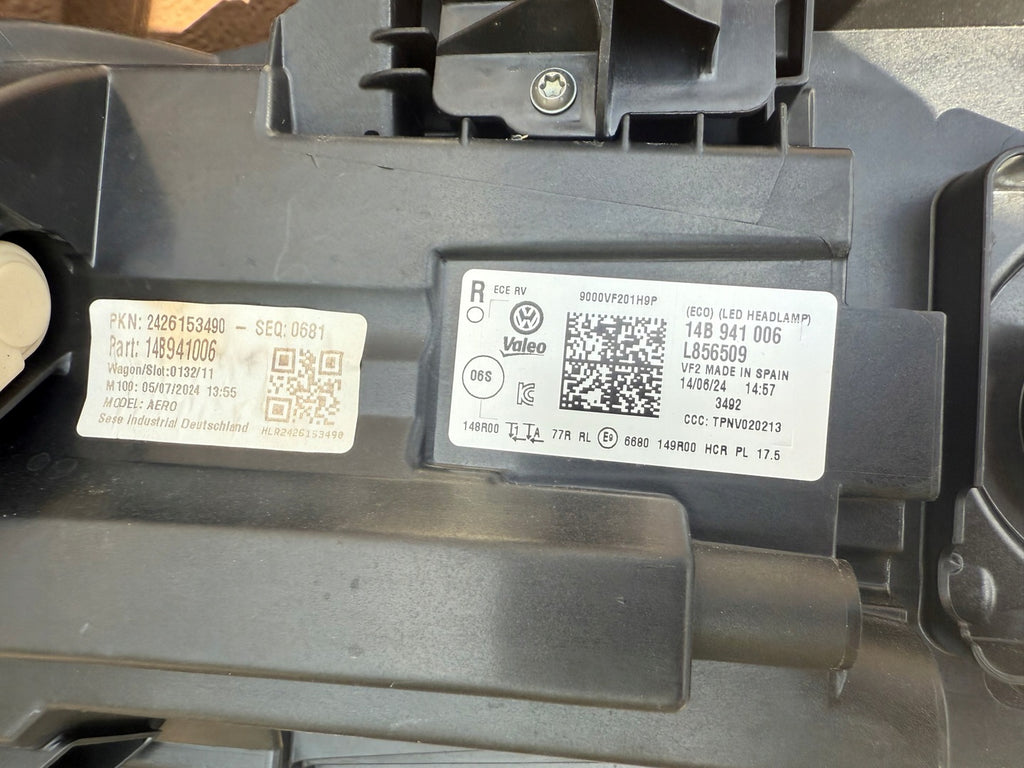 PKN: 2426153490 – SEQ: 0681
Part: 14B941006
Wagen/Slot:0132/11
M100: 05/07/2024 13:55
MODEL: AERO
Sese Industrial Deutschland
HLR2426153490
R ECE RV
9000VF201H9P
Valeo
06S
(ECO) (LED HEADLAMP)
14B 941 006
L856509
VF2 MADE IN SPAIN
14/06/24 14:57
3492
CCC: TPNV020213
148R00 77R RL E9 6680 149R00 HCR PL 17.5